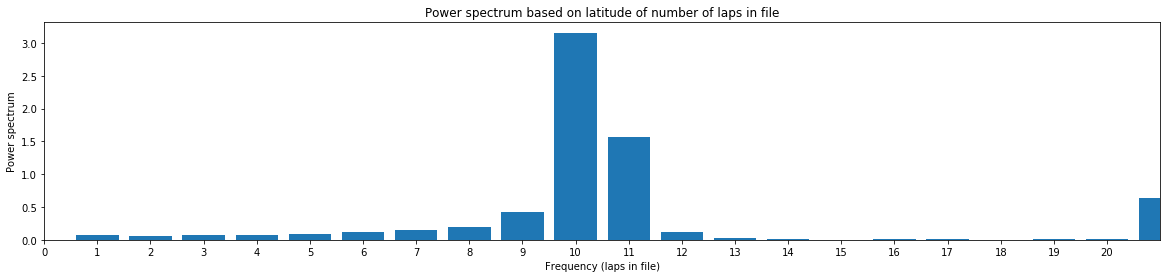 Power spectrum based on latitude of number of laps in file
Power spectrum
3.0
2.5
2.0
1.5
1.0
0.5
0.0
0 1 2 3 4 5 6 7 8 9 10 11 12 13 14 15 16 17 18 19 20
Frequency (laps in file)